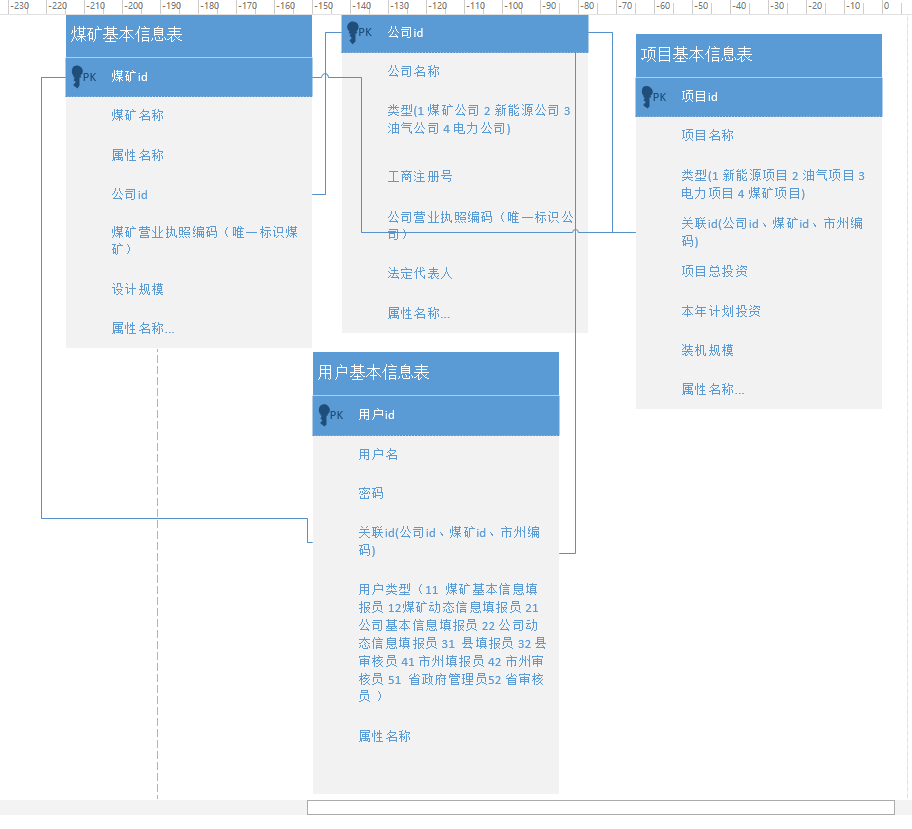 -230 -220 -210 -200 -190 -180 -170 -160 -150 -140 -130 -120 -110 -100 -90 -80 -70 -60 -50 -40 -30 -20 -10 0
煤矿基本信息表
PK 煤矿id
煤矿名称
属性名称
公司id
煤矿营业执照编码（唯一标识煤
矿）
设计规模
属性名称...
PK 公司id
公司名称
类型(1 煤矿公司 2 新能源公司 3
油气公司 4 电力公司)
工商注册号
公司营业执照编码（唯一标识公
司）
法定代表人
属性名称...
项目基本信息表
PK 项目id
项目名称
类型(1 新能源项目 2 油气项目 3
电力项目 4 煤矿项目)
关联id(公司id、煤矿id、市州编
码)
项目总投资
本年计划投资
装机规模
属性名称...
用户基本信息表
PK 用户id
用户名
密码
关联id(公司id、煤矿id、市州编
码)
用户类型（11 煤矿基本信息填
报员 12煤矿动态信息填报员 21
公司基本信息填报员 22 公司动
态信息填报员 31 县填报员 32 县
审核员 41 市州填报员 42 市州审
核员 51 省政府管理员52 省审核
员 ）
属性名称